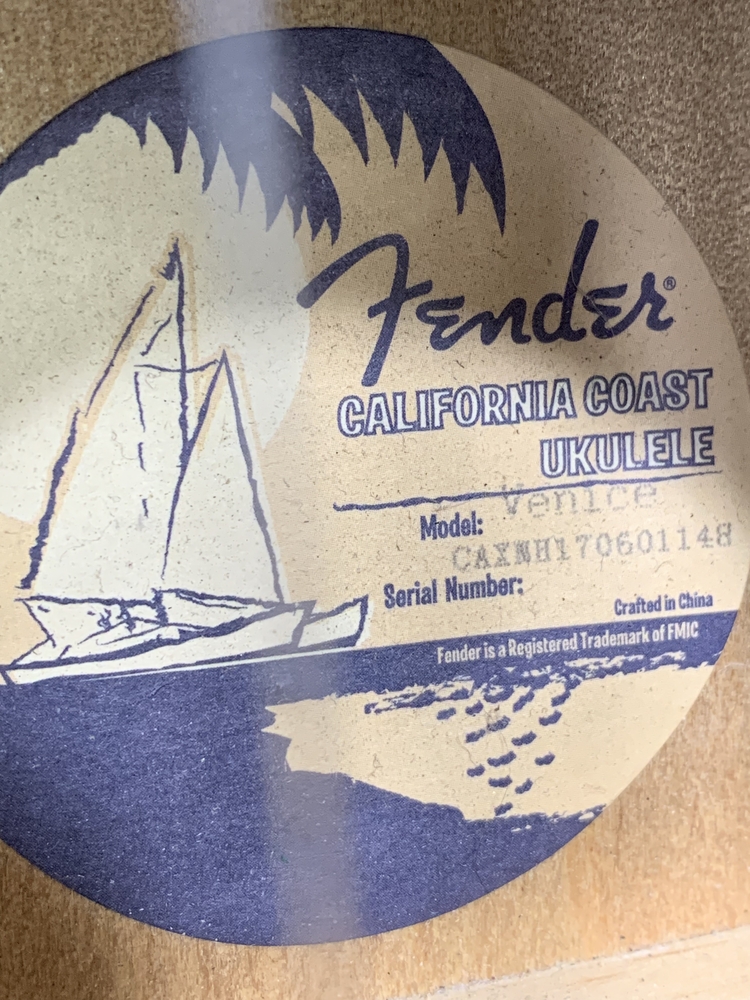 Fender®
CALIFORNIA COAST
UKULELE
Venice
Model:
CAXNH170601148
Serial Number:
Crafted in China
Fender is a Registered Trademark of FMIC